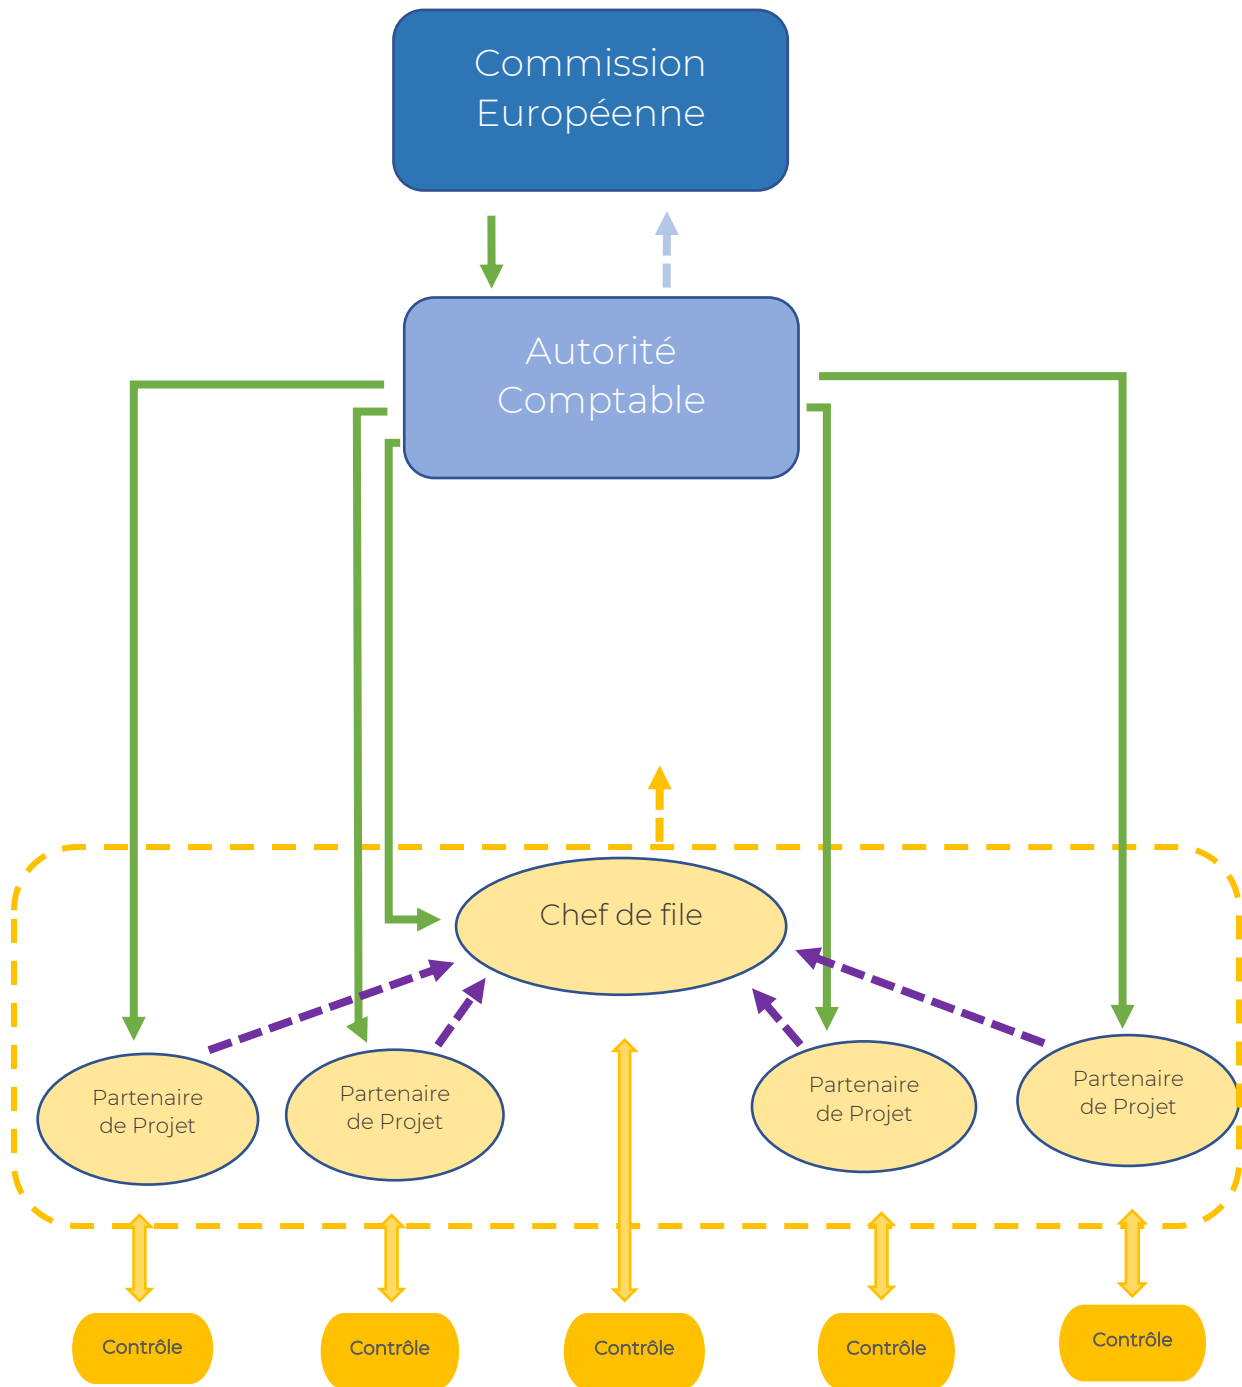 Commission
Européenne
Autorité
Comptable
Chef de file
Partenaire
de Projet
Partenaire
de Projet
Partenaire
de Projet
Partenaire
de Projet
Contrôle
Contrôle
Contrôle
Contrôle
Contrôle